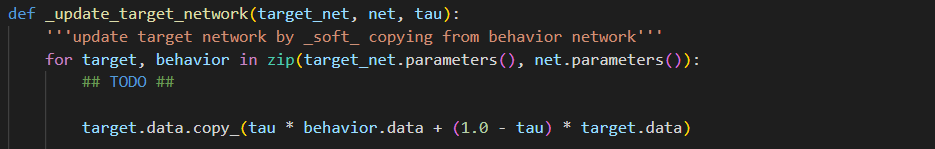 def _update_target_network(target_net, net, tau):
    '''update target network by _soft_ copying from behavior network'''
    for target, behavior in zip(target_net.parameters(), net.parameters()):
        ## TODO ##
        target.data.copy_(tau * behavior.data + (1.0 - tau) * target.data)